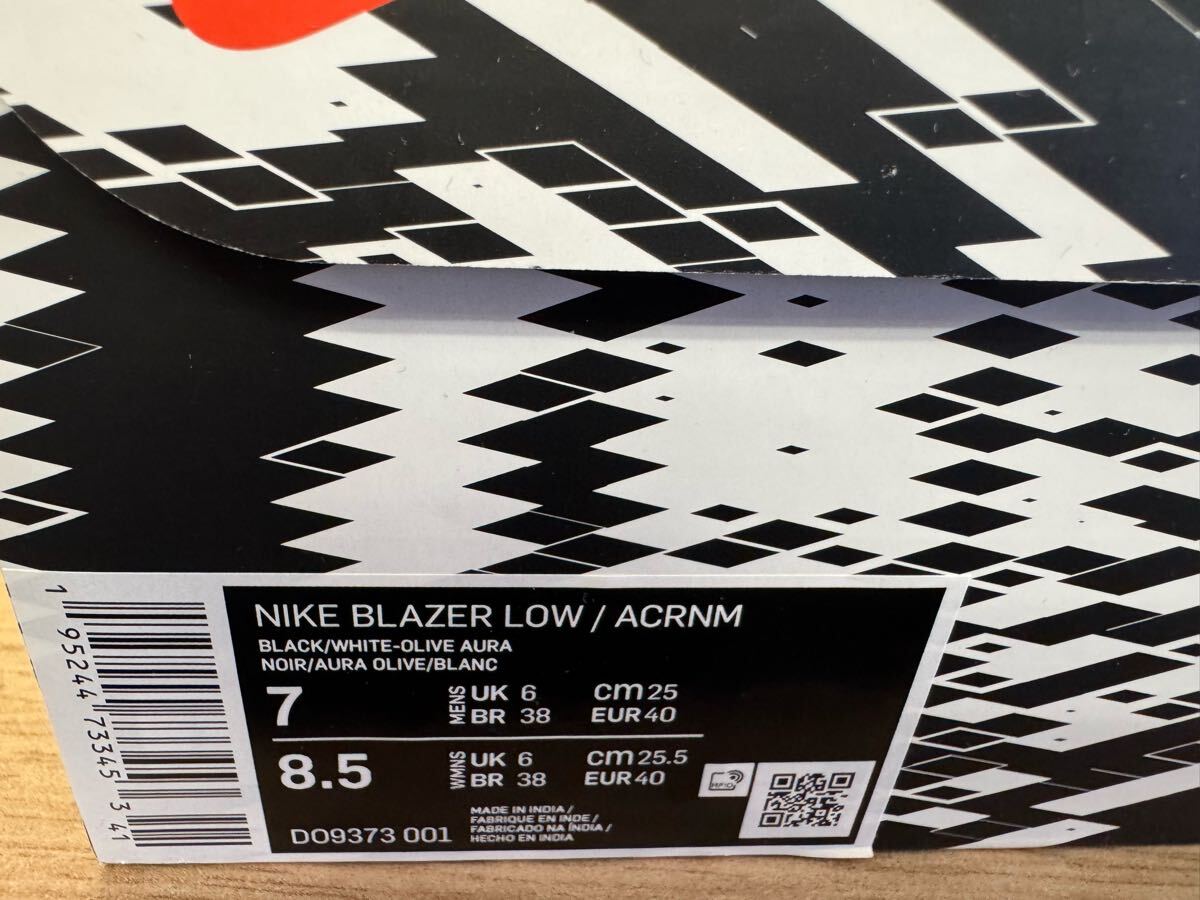 NIKE BLAZER LOW / ACRNM
BLACK/WHITE-OLIVE AURA
NOIR/AURA OLIVE/BLANC
7 MENS UK 6 cm 25
BR 38 EUR 40
8.5 WMNS UK 6 cm 25.5
BR 38 EUR 40
DO9373 001
MADE IN INDIA /
FABRIQUE EN INDE /
FABRICADO NA ÍNDIA /
HECHO EN INDIA
RFID
1 95244 73345 3 41